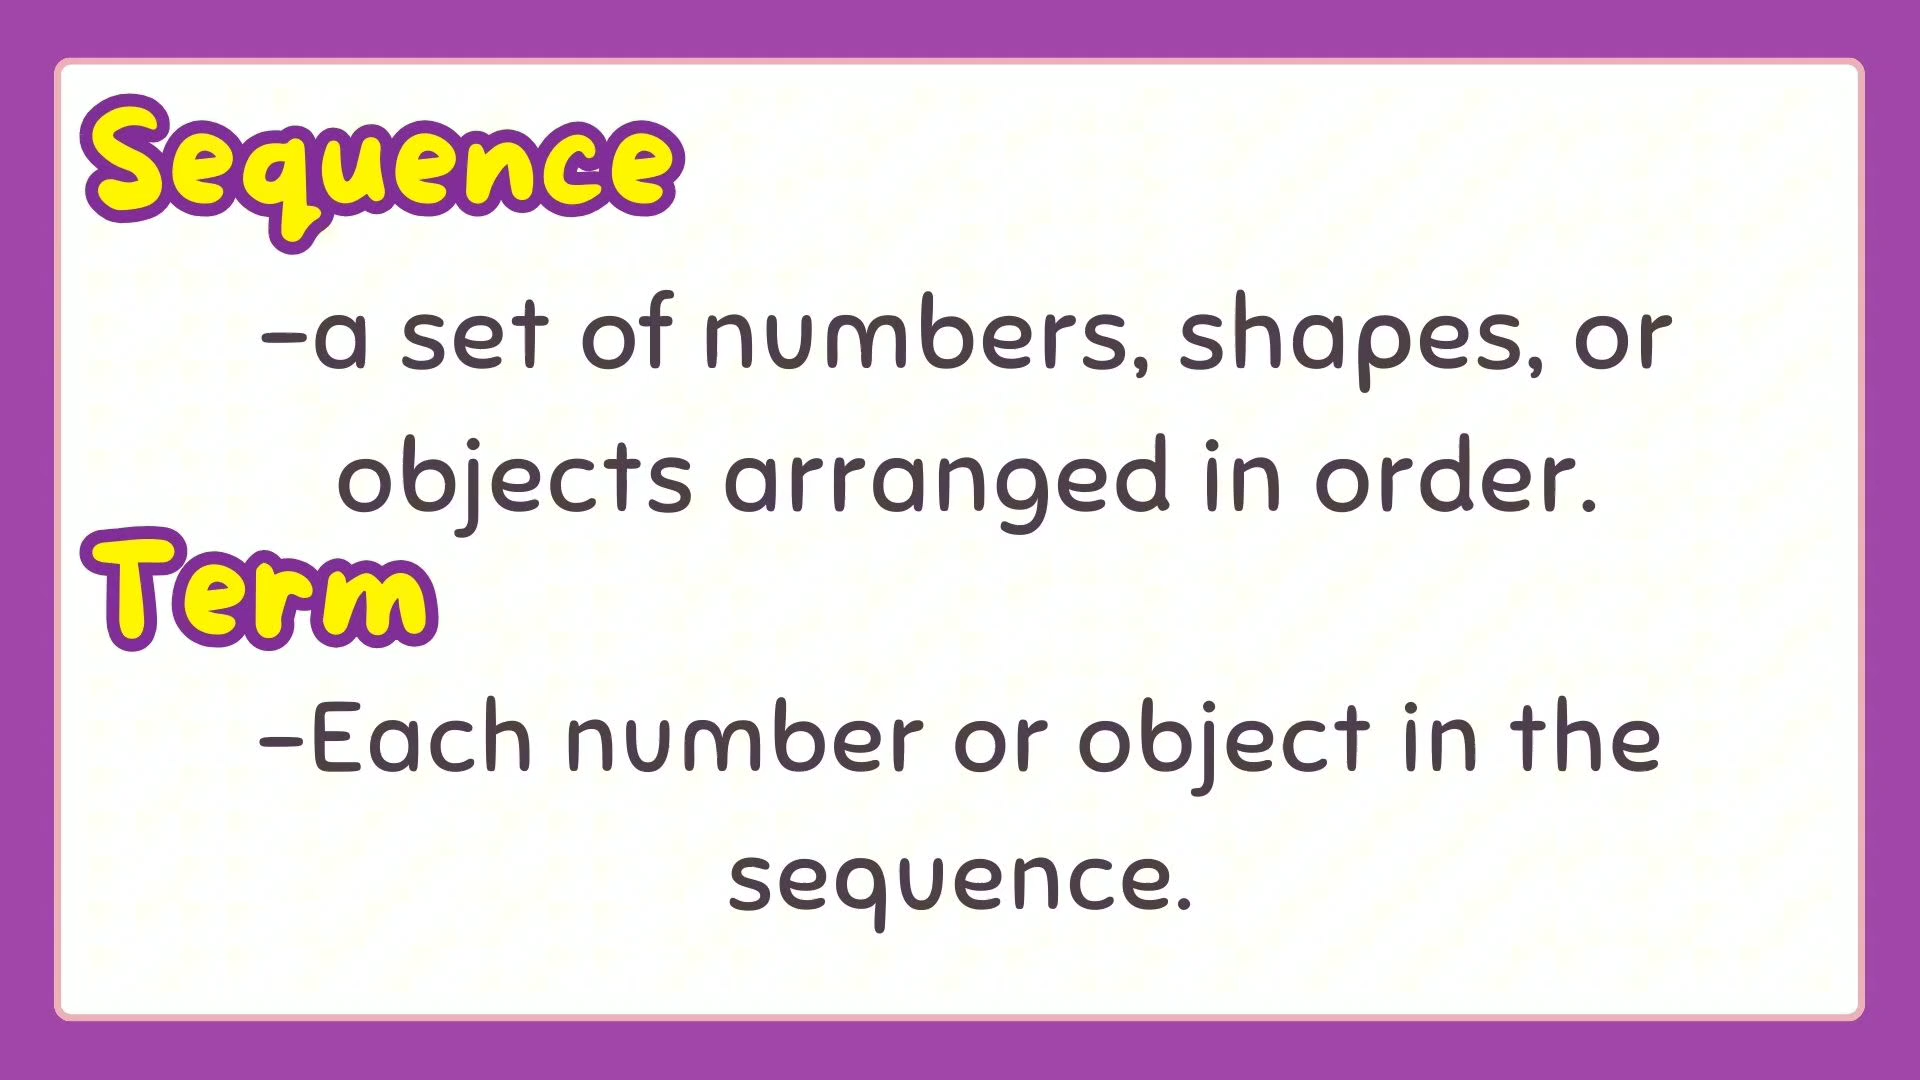 Sequence
-a set of numbers, shapes, or
objects arranged in order.
Term
-Each number or object in the
sequence.